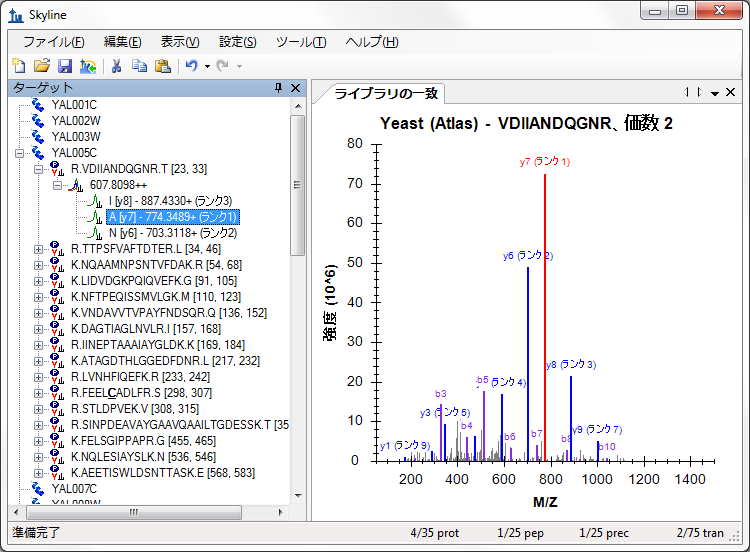 Skyline
ファイル(F) 編集(E) 表示(V) 設定(S) ツール(T) ヘルプ(H)
ターゲット
YAL001C
YAL002W
YAL003W
YAL005C
R.VDIIANDQGNR.T [23, 33]
607.8098++
I [y8] - 887.4330+ (ランク3)
A [y7] - 774.3489+ (ランク1)
N [y6] - 703.3118+ (ランク2)
R.TTPSFVAFTDTER.L [34, 46]
K.NQAAMNPSNTVFDAK.R [54, 68]
K.LIDVDGKPQIQVEFK.G [91, 105]
K.NFTPEQISSMVLGK.M [110, 123]
K.VNDAVVTVPAYFNDSQR.Q [136, 152]
K.DAGTIAGLNVLR.I [157, 168]
R.IINEPTAAAIAYGLDK.K [169, 184]
K.ATAGDTHLGGEDFDNR.L [217, 232]
R.LVNHFIQEFK.R [233, 242]
R.FEELCADLFR.S [298, 307]
R.STLDPVEK.V [308, 315]
R.SINPDEAVAYGAAVQAAILTGDESSK.T [35
K.FELSGIPPAPR.G [455, 465]
K.NQLESIAYSLK.N [536, 546]
K.AEETISWLDSNTTASK.E [568, 583]
YAL007C
ライブラリの一致
Yeast (Atlas) - VDIIANDQGNR、価数 2
強度 (10^6)
80
70
60
50
40
30
20
10
0
y7 (ランク 1)
y6 (ランク 2)
y8 (ランク 3)
b5
ランク 4)
b3
y3 (ランク 5)
b4
y9 (ランク 7)
y1 (ランク 9)
b6
b7
b8
b10
200 400 600 800 1000 1200 1400
M/Z
準備完了 4/35 prot 1/25 pep 1/25 prec 2/75 tran